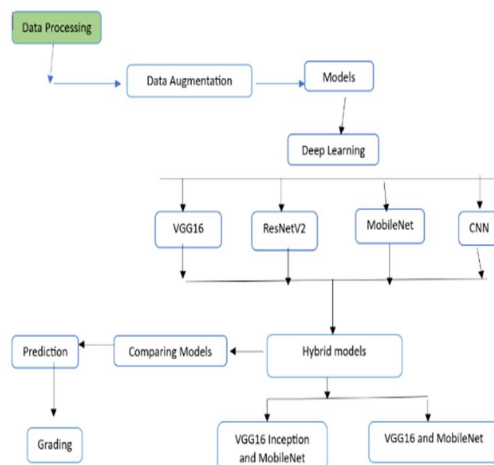 Data Processing
Data Augmentation
Models
Deep Learning
VGG16
ResNetV2
MobileNet
CNN
Hybrid models
Comparing Models
Prediction
Grading
VGG16 Inception
and MobileNet
VGG16 and MobileNet